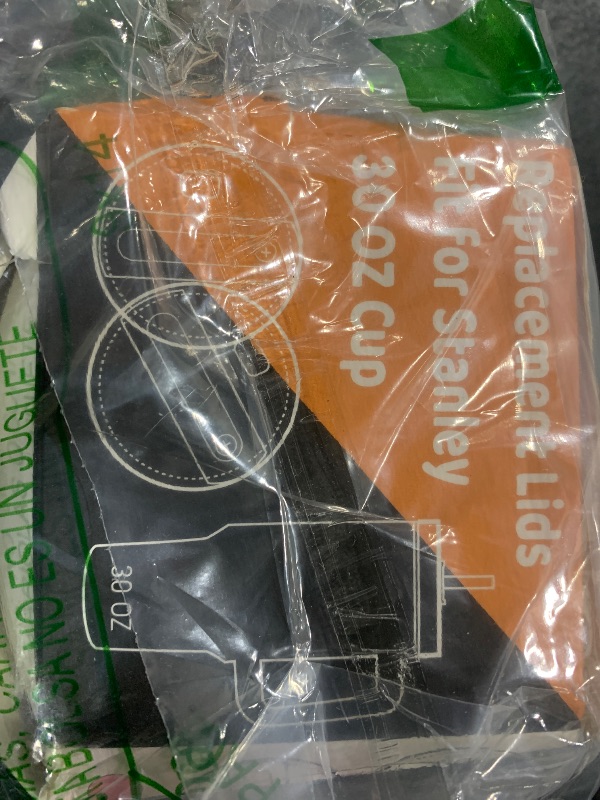 Replacement Lids
Fit for Stanley
30 OZ Cup
30 OZ
NO ES UN JUGUETE